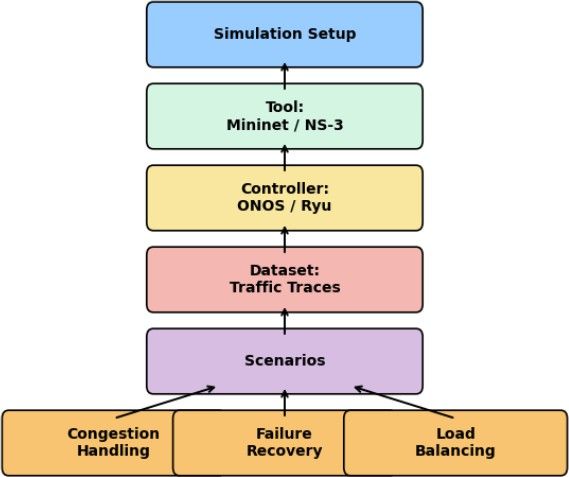 Simulation Setup
Tool:
Mininet / NS-3
Controller:
ONOS / Ryu
Dataset:
Traffic Traces
Scenarios
Congestion
Handling
Failure
Recovery
Load
Balancing